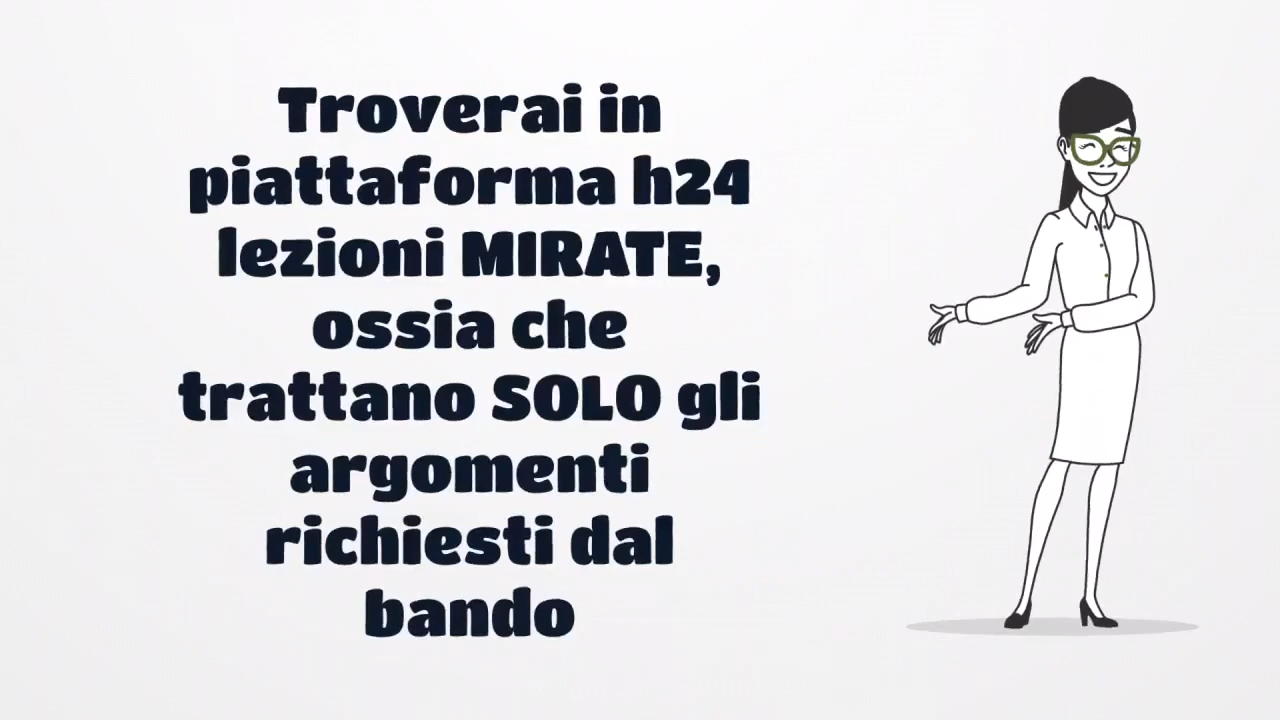 Troverai in
piattaforma h24
lezioni MIRATE,
ossia che
trattano SOLO gli
argomenti
richiesti dal
bando